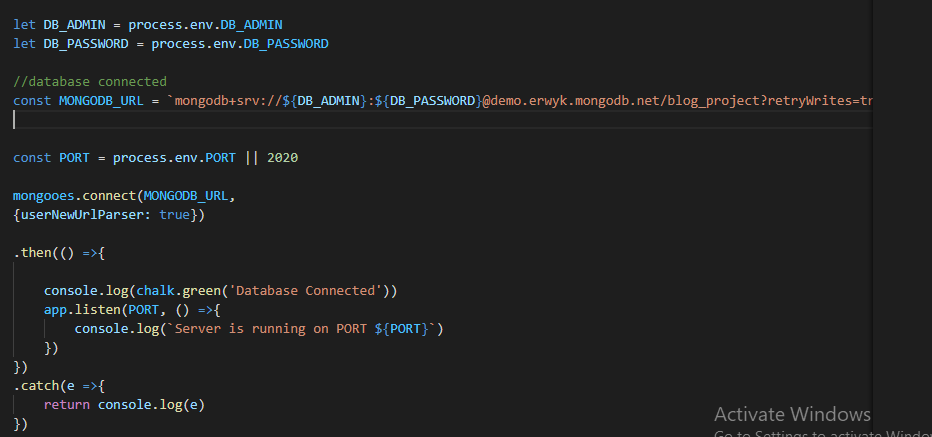 let DB_ADMIN = process.env.DB_ADMIN
let DB_PASSWORD = process.env.DB_PASSWORD
//database connected
const MONGODB_URL = `mongodb+srv://${DB_ADMIN}:${DB_PASSWORD}@demo.erwyk.mongodb.net/blog_project?retryWrites=tr
const PORT = process.env.PORT || 2020
mongooes.connect(MONGODB_URL,
{userNewUrlParser: true})
.then(() =>{
console.log(chalk.green('Database Connected'))
app.listen(PORT, () =>{
console.log(`Server is running on PORT ${PORT}`)
})
})
.catch(e =>{
return console.log(e)
})
Activate Windows
Go to Settings to activate Windo